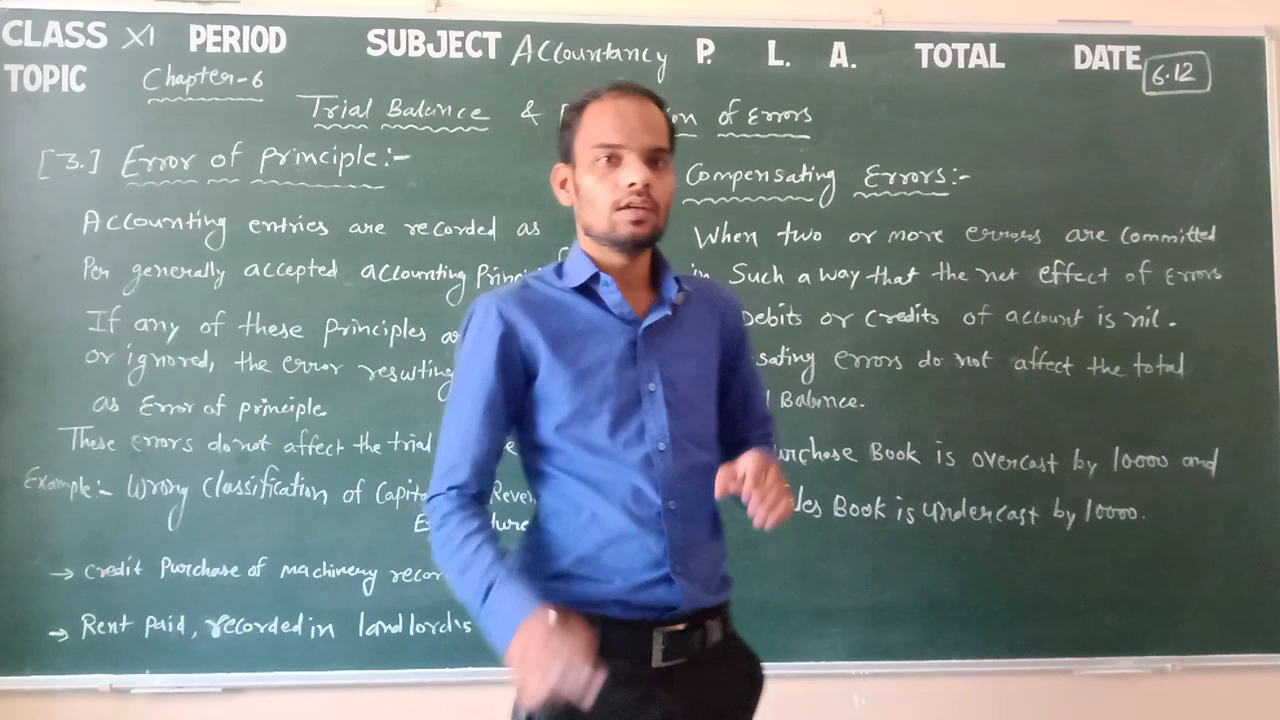 CLASS XI PERIOD SUBJECT Accountancy P. L. A. TOTAL DATE
TOPIC Chapter-6 6.12
Trial Balance & of Errors
[3.] Error of principle:-
Accounting entries are recorded as
Per generally accepted accounting
If any of these principles
or ignored, the error resulting
as Error of principle.
These errors do not affect the trial
Example:- Wrong classification of
→ Credit Purchase of machinery
→ Rent paid, recorded in landlord's
Compensating Errors:-
When two or more errors are committed
in Such a way that the net effect of Errors
Debits or Credits of account is nil.
errors do not affect the total
Balance.
Book is overcast by 10000 and
Book is undercast by 10000.